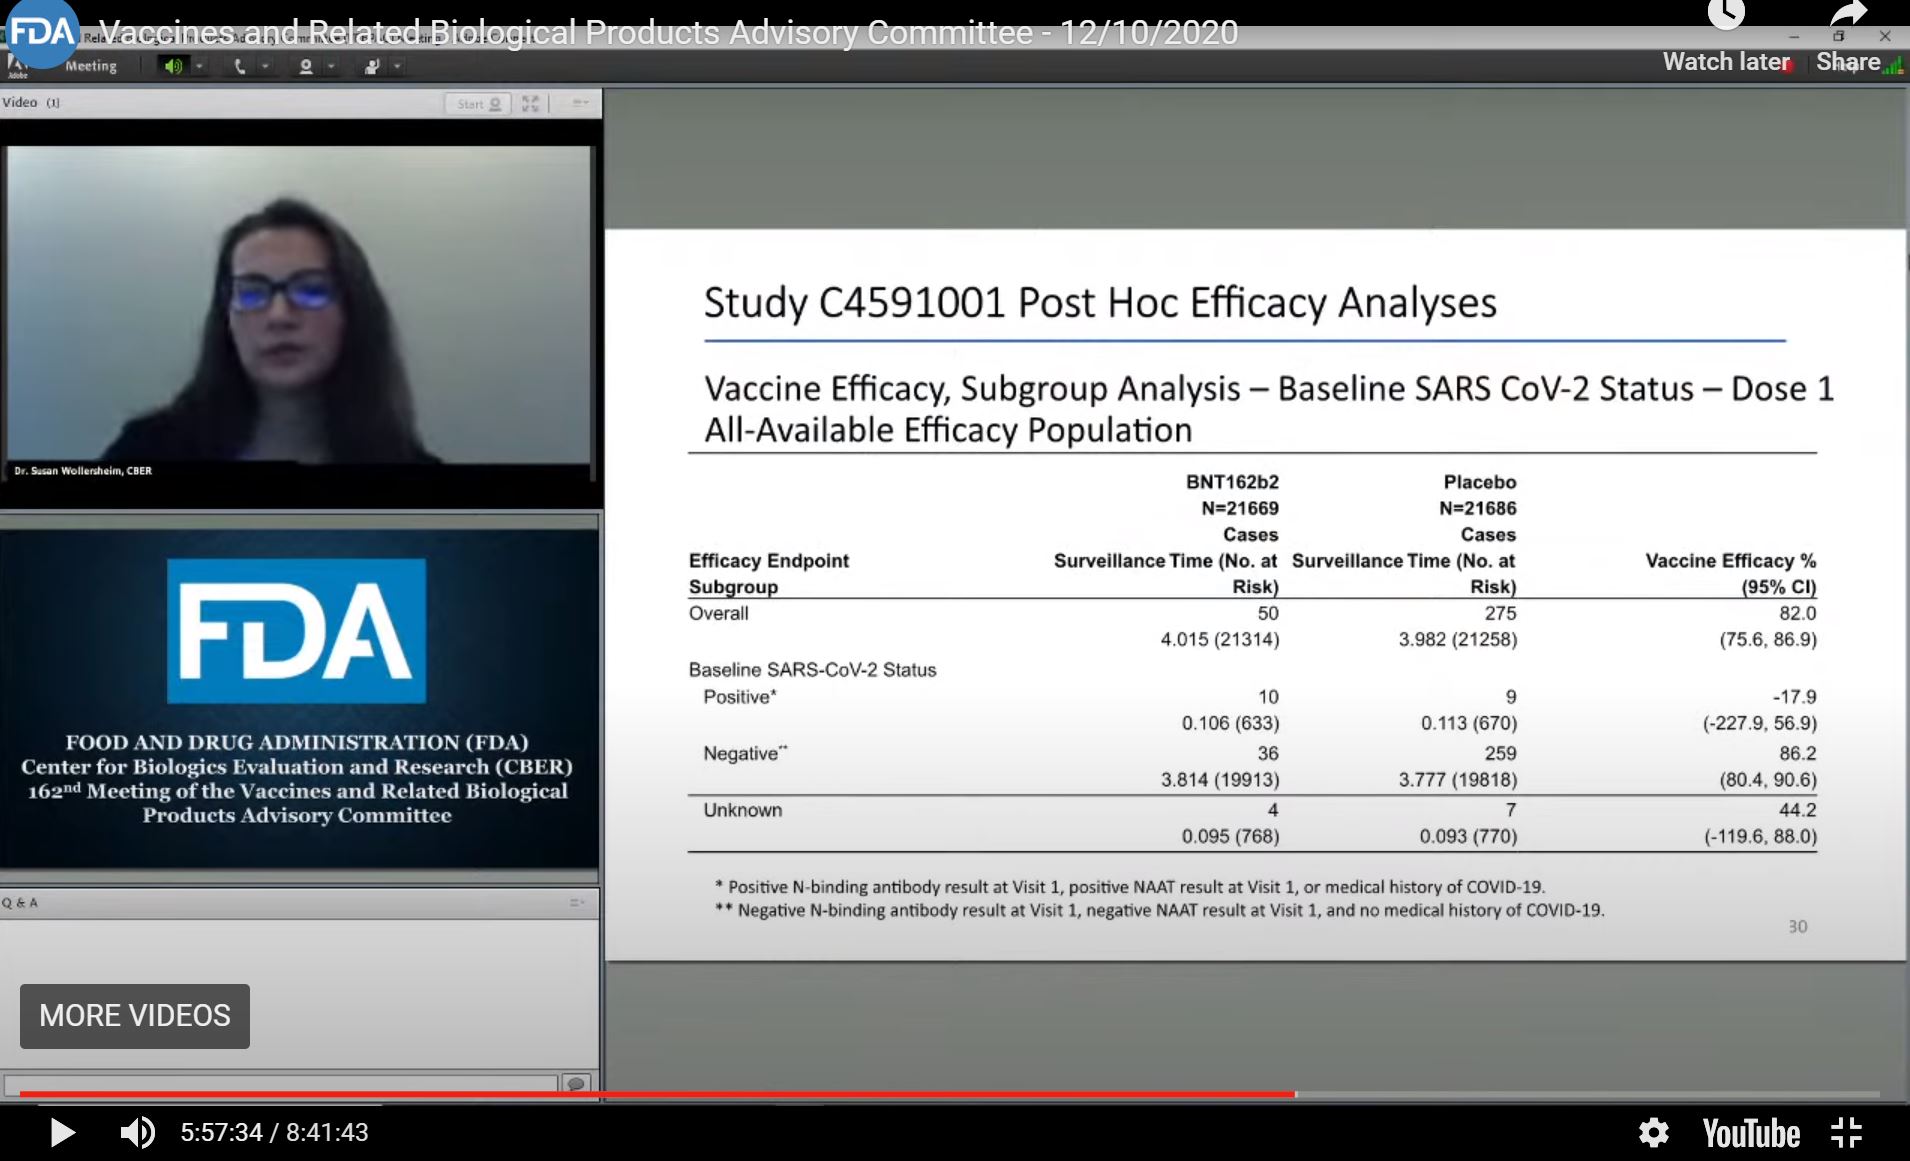 FDA
Vaccines and Related Biological Products Advisory Committee - 12/10/2020
Watch later
Share
Adobe
Meeting
Video (1)
Start
Dr. Susan Wollersheim, CBER
FDA
FOOD AND DRUG ADMINISTRATION (FDA)
Center for Biologics Evaluation and Research (CBER)
162nd Meeting of the Vaccines and Related Biological
Products Advisory Committee
Q & A
MORE VIDEOS
Study C4591001 Post Hoc Efficacy Analyses
Vaccine Efficacy, Subgroup Analysis – Baseline SARS CoV-2 Status – Dose 1
All-Available Efficacy Population
BNT162b2 Placebo
N=21669 N=21686
Cases Cases
Efficacy Endpoint Surveillance Time (No. at Surveillance Time (No. at Vaccine Efficacy %
Subgroup Risk) Risk) (95% CI)
Overall 50 275 82.0
4.015 (21314) 3.982 (21258) (75.6, 86.9)
Baseline SARS-CoV-2 Status
Positive* 10 9 -17.9
0.106 (633) 0.113 (670) (-227.9, 56.9)
Negative** 36 259 86.2
3.814 (19913) 3.777 (19818) (80.4, 90.6)
Unknown 4 7 44.2
0.095 (768) 0.093 (770) (-119.6, 88.0)
* Positive N-binding antibody result at Visit 1, positive NAAT result at Visit 1, or medical history of COVID-19.
** Negative N-binding antibody result at Visit 1, negative NAAT result at Visit 1, and no medical history of COVID-19.
30
5:57:34 / 8:41:43
YouTube